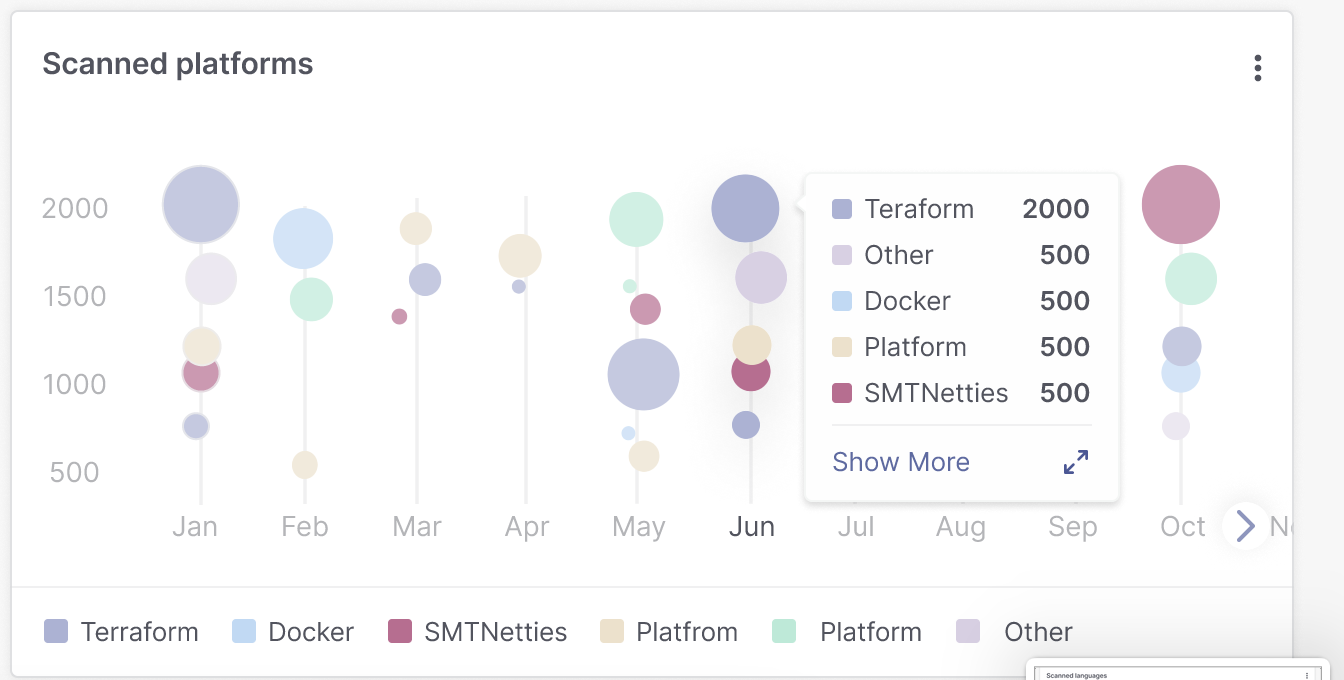 Scanned platforms
2000
1500
1000
500
Teraform 2000
Other 500
Docker 500
Platform 500
SMTNetties 500
Show More
Jan Feb Mar Apr May Jun Jul Aug Sep Oct
Terraform Docker SMTNetties Platfrom Platform Other
Scanned languages